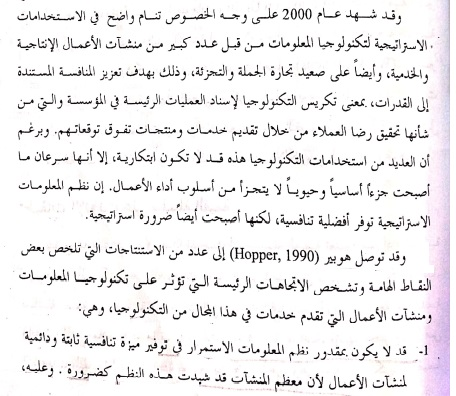 وقد شهد عام 2000 على وجه الخصوص تنام واضح في الاستخدامات
الاستراتيجية لتكنولوجيا المعلومات من قبل عدد كبير من منشآت الأعمال الإنتاجية
والخدمية، وأيضاً على صعيد تجارة الجملة والتجزئة، وذلك بهدف تعزيز المنافسة المستندة
إلى القدرات، بمعنى تكريس التكنولوجيا لإسناد العمليات الرئيسة في المؤسسة والتي من
شأنها تحقيق رضا العملاء من خلال تقديم خدمات ومنتجات تفوق توقعاتهم. وبرغم
أن العديد من استخدامات التكنولوجيا هذه قد لا تكون ابتكارية، إلا أنها سرعان ما
أصبحت جزءاً أساسياً وحيوياً لا يتجزأ من أسلوب أداء الأعمال. إن نظم المعلومات
الاستراتيجية توفر أفضلية تنافسية، لكنها أصبحت أيضاً ضرورة استراتيجية.
وقد توصل هوبير (Hopper, 1990) إلى عدد من الاستنتاجات التي تلخص بعض
النقاط الهامة وتشخص الاتجاهات الرئيسة التي تؤثر على تكنولوجيا المعلومات
ومنشآت الأعمال التي تقدم خدمات في هذا المجال من التكنولوجيا، وهي:
1- قد لا يكون بمقدور نظم المعلومات الاستمرار في توفير ميزة تنافسية ثابتة ودائمية
لمنشآت الأعمال لأن معظم المنشآت قد شيدت هذه النظم كضرورة . وعليه،